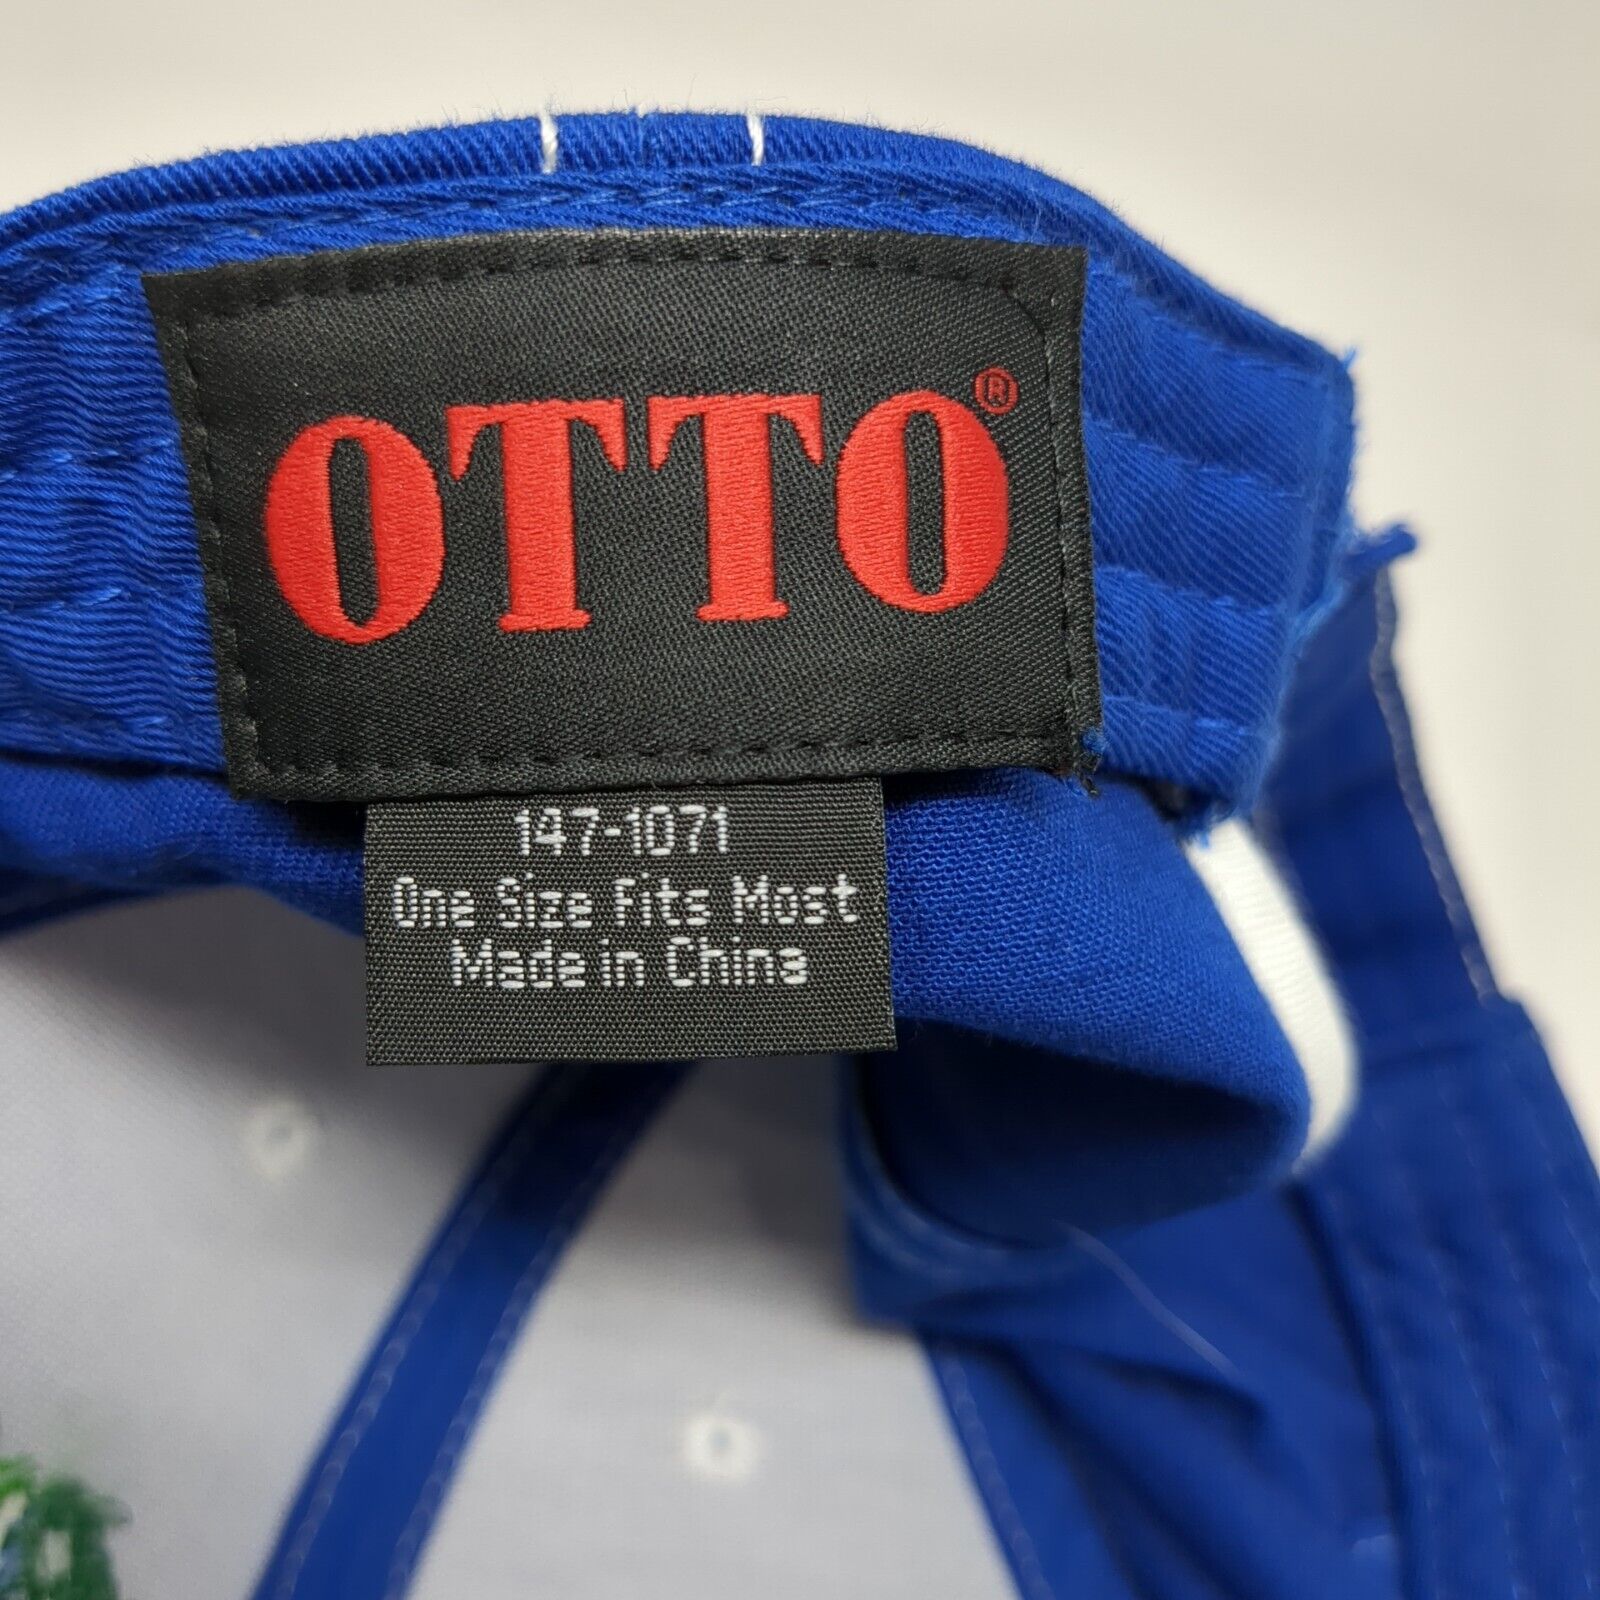 OTTO®
147-1071
One Size Fits Most
Made in China